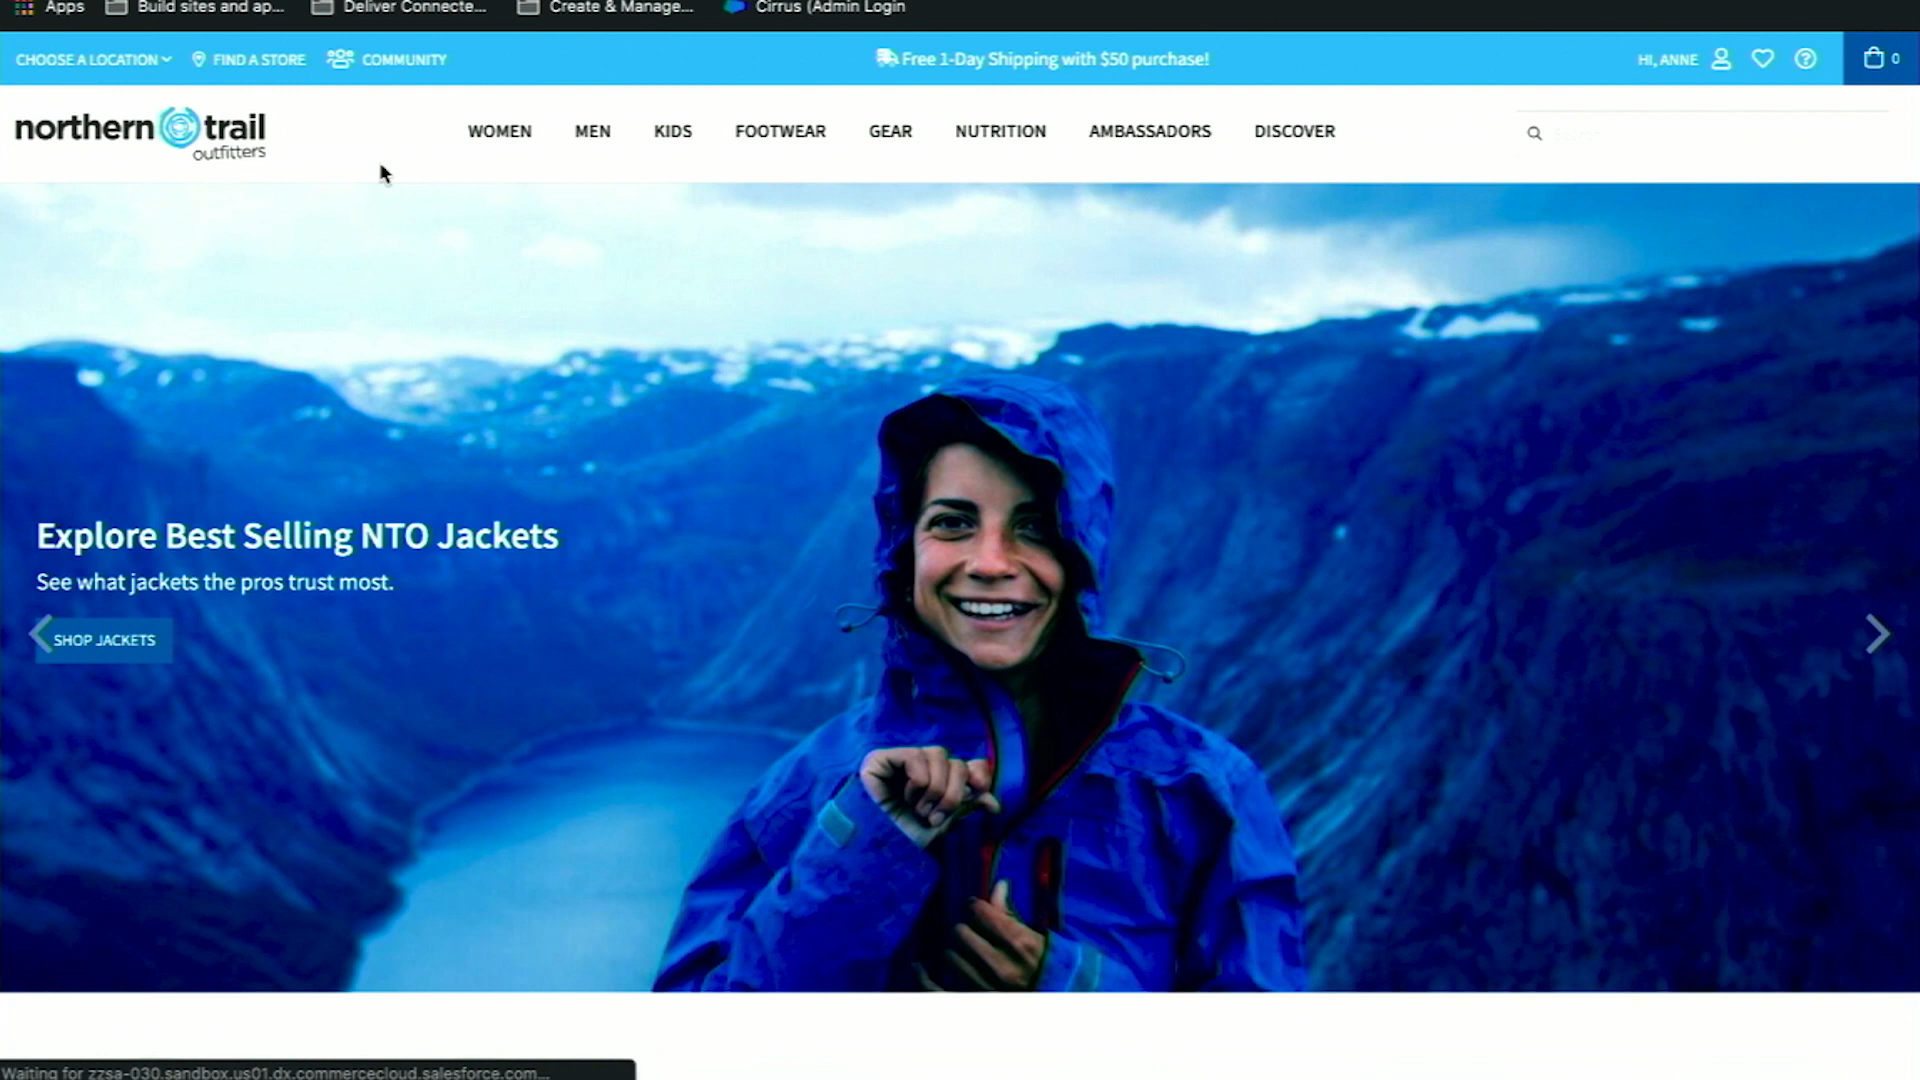 Apps Build sites and ap... Deliver Connecte... Create & Manage... Cirrus (Admin Login
CHOOSE A LOCATION FIND A STORE COMMUNITY Free 1-Day Shipping with $50 purchase! HI, ANNE 0
northern trail outfitters
WOMEN MEN KIDS FOOTWEAR GEAR NUTRITION AMBASSADORS DISCOVER
Explore Best Selling NTO Jackets
See what jackets the pros trust most.
SHOP JACKETS
Waiting for zzsa-030.sandbox.us01.dx.commercecloud.salesforce.com...